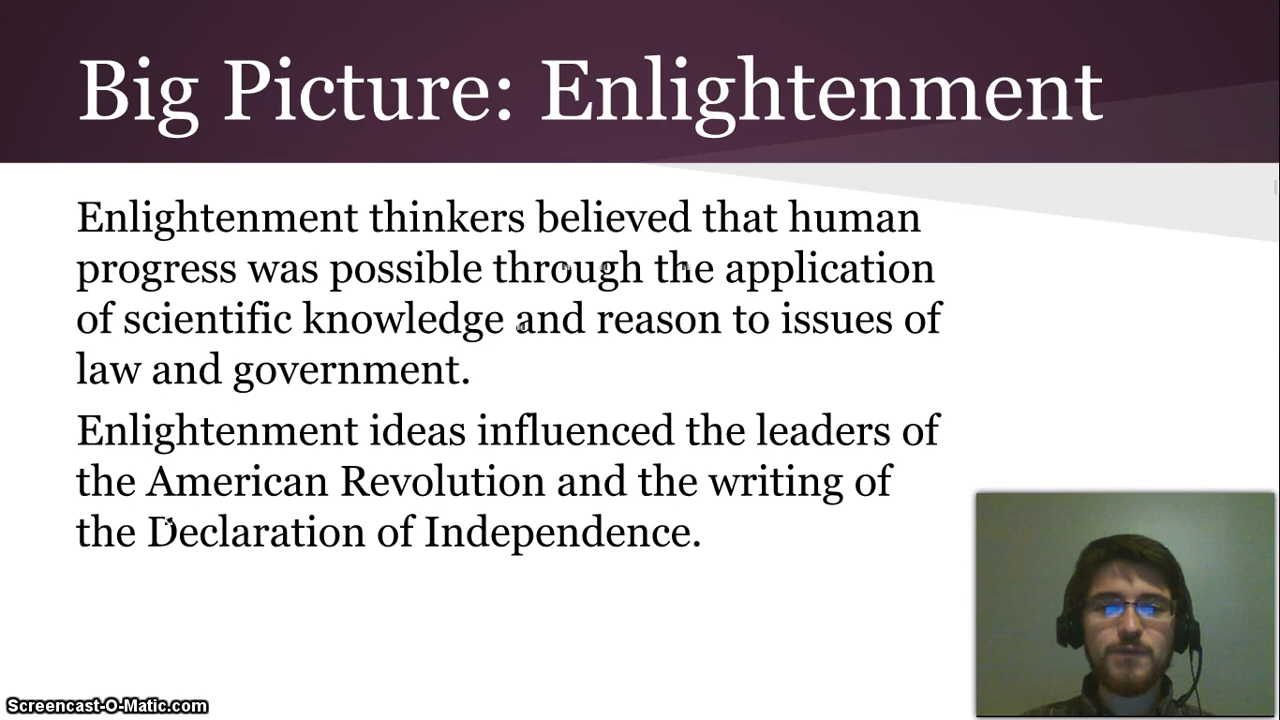 Big Picture: Enlightenment
Enlightenment thinkers believed that human
progress was possible through the application
of scientific knowledge and reason to issues of
law and government.
Enlightenment ideas influenced the leaders of
the American Revolution and the writing of
the Declaration of Independence.
Screencast-O-Matic.com